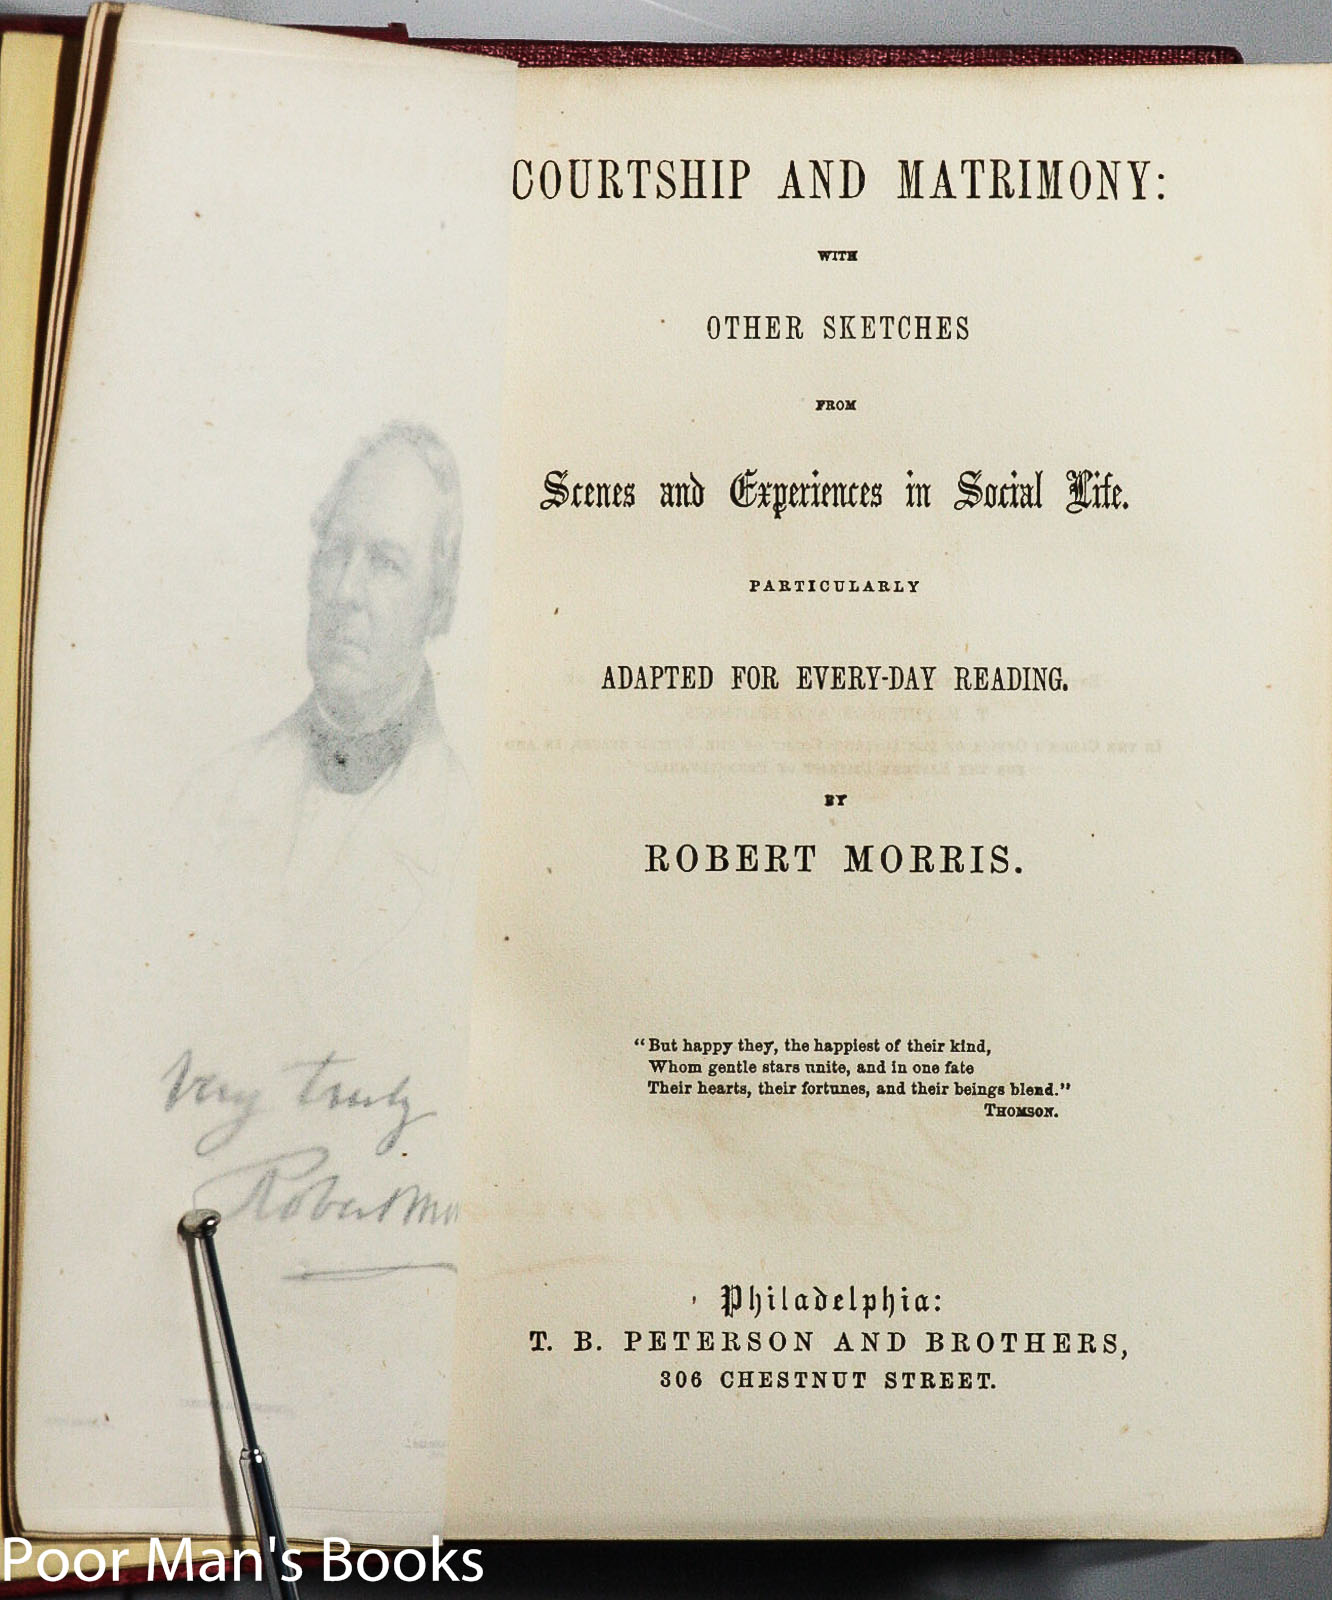 COURTSHIP AND MATRIMONY:
WITH
OTHER SKETCHES
FROM
Scenes and Experiences in Social Life.
PARTICULARLY
ADAPTED FOR EVERY-DAY READING.
BY
ROBERT MORRIS.
"But happy they, the happiest of their kind,
Whom gentle stars unite, and in one fate
Their hearts, their fortunes, and their beings blend."
THOMSON.
Philadelphia:
T. B. PETERSON AND BROTHERS,
306 CHESTNUT STREET.
Very truly
Robert Mo
Poor Man's Books